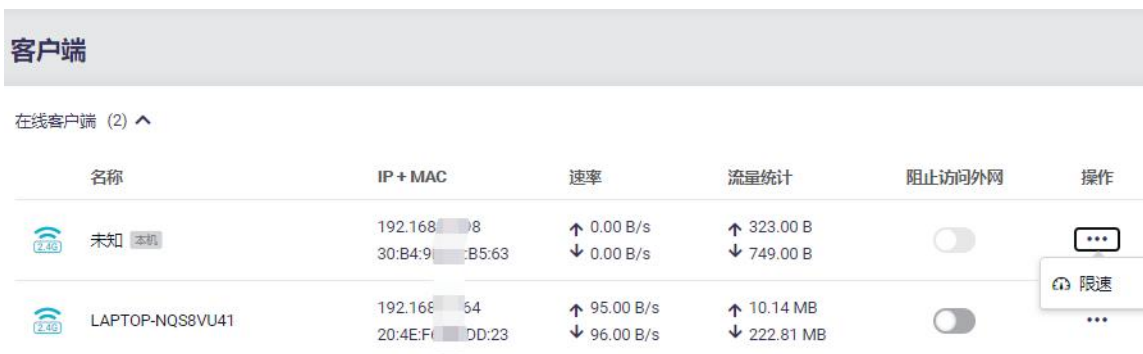 客户端
在线客户端 (2)
名称 IP + MAC 速率 流量统计 阻止访问外网 操作
2.4G 未知 本机 192.168 98 ↑ 0.00 B/s ↑ 323.00 B ...
30:B4:9 :B5:63 ↓ 0.00 B/s ↓ 749.00 B
限速
2.4G LAPTOP-NQS8VU41 192.168 64 ↑ 95.00 B/s ↑ 10.14 MB ...
20:4E:F DD:23 ↓ 96.00 B/s ↓ 222.81 MB